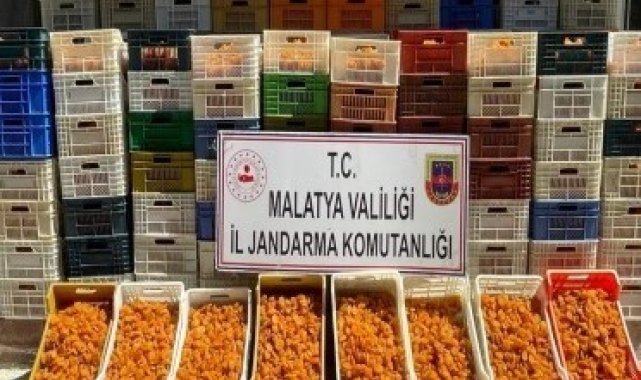 T.C.
MALATYA VALİLİĞİ
İL JANDARMA KOMUTANLIĞI